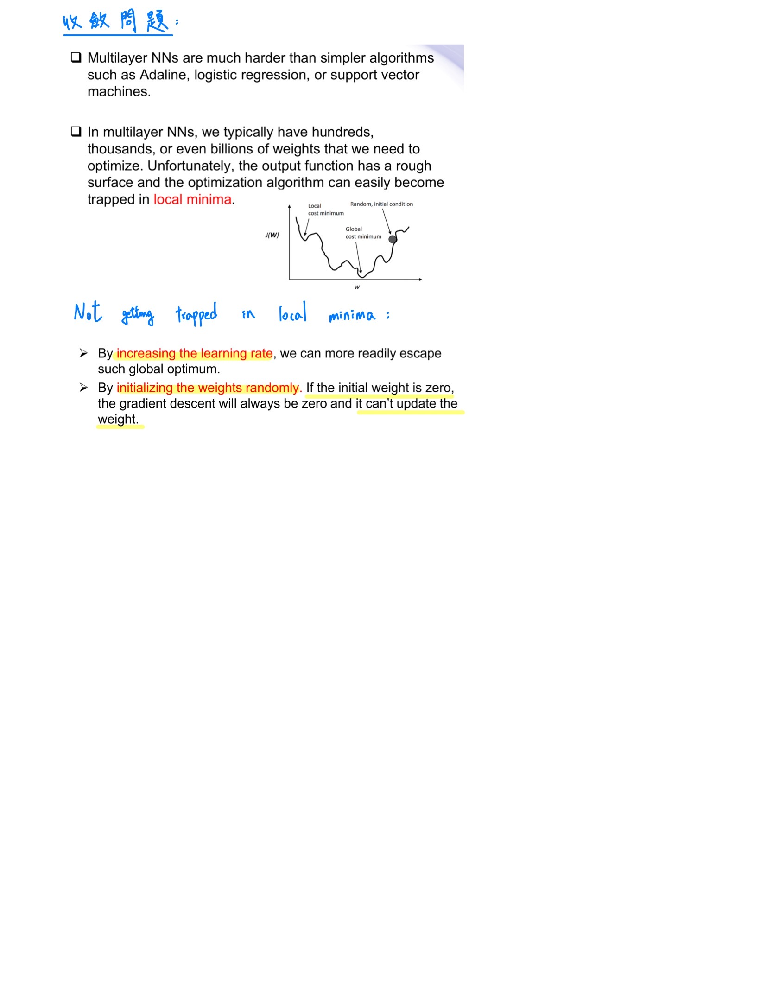 收斂問題:
❑ Multilayer NNs are much harder than simpler algorithms
such as Adaline, logistic regression, or support vector
machines.
❑ In multilayer NNs, we typically have hundreds,
thousands, or even billions of weights that we need to
optimize. Unfortunately, the output function has a rough
surface and the optimization algorithm can easily become
trapped in local minima.
Local
cost minimum
Random, initial condition
Global
cost minimum
J(W)
W
Not getting trapped in local minima:
➢ By increasing the learning rate, we can more readily escape
such global optimum.
➢ By initializing the weights randomly. If the initial weight is zero,
the gradient descent will always be zero and it can’t update the
weight.